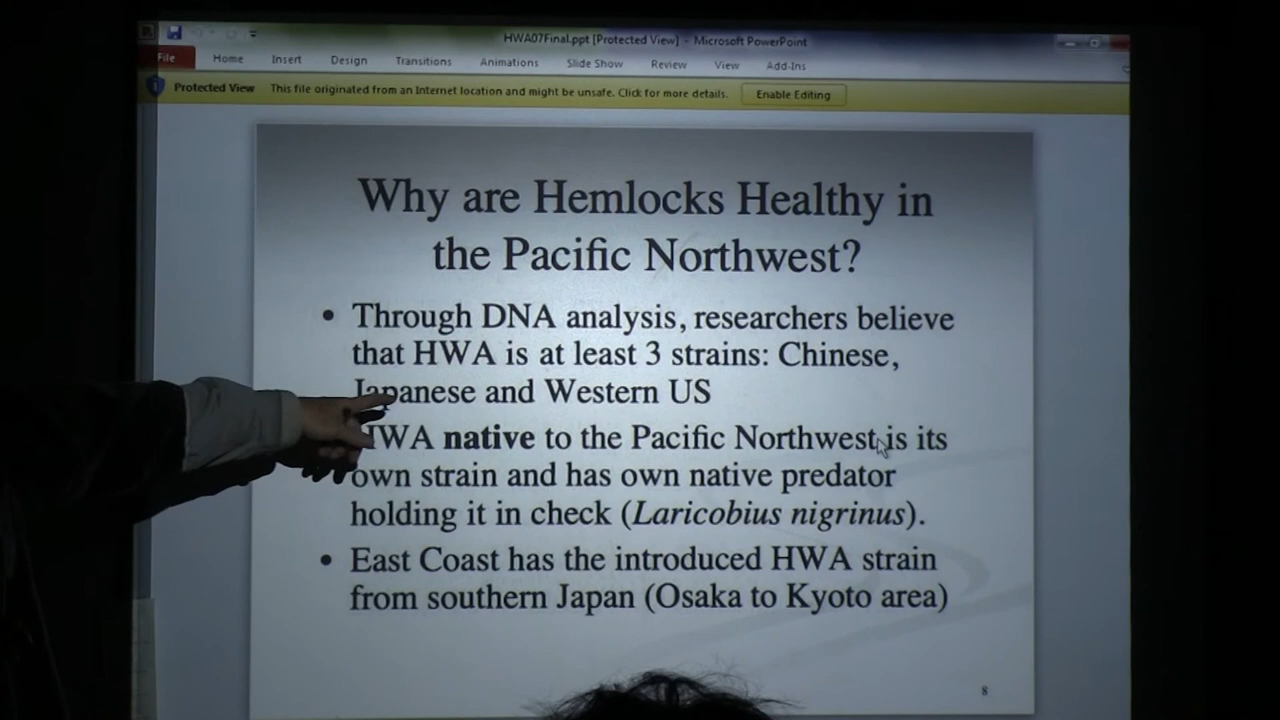 HWA07Final.ppt [Protected View] - Microsoft PowerPoint
File Home Insert Design Transitions Animations Slide Show Review View Add-Ins
Protected View This file originated from an Internet location and might be unsafe. Click for more details. Enable Editing
Why are Hemlocks Healthy in
the Pacific Northwest?
• Through DNA analysis, researchers believe
that HWA is at least 3 strains: Chinese,
Japanese and Western US
HWA native to the Pacific Northwest is its
own strain and has own native predator
holding it in check (Laricobius nigrinus).
• East Coast has the introduced HWA strain
from southern Japan (Osaka to Kyoto area)
8